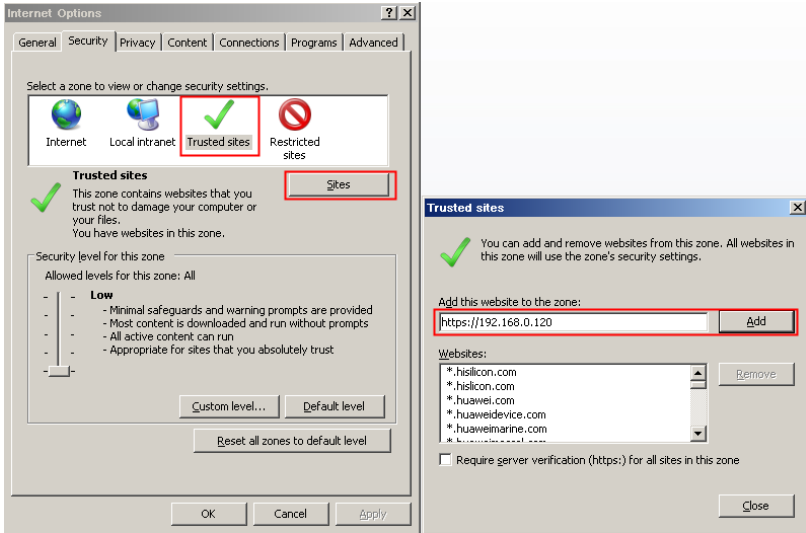 Internet Options
General Security Privacy Content Connections Programs Advanced
Select a zone to view or change security settings.
Internet Local intranet Trusted sites Restricted sites
Trusted sites
Sites
This zone contains websites that you
trust not to damage your computer or
your files.
You have websites in this zone.
Security level for this zone
Allowed levels for this zone: All
Low
- Minimal safeguards and warning prompts are provided
- Most content is downloaded and run without prompts
- All active content can run
- Appropriate for sites that you absolutely trust
Custom level... Default level
Reset all zones to default level
OK Cancel Apply
Trusted sites
You can add and remove websites from this zone. All websites in
this zone will use the zone's security settings.
Add this website to the zone:
https://192.168.0.120 Add
Websites:
*.hisilicon.com
*.hislicon.com
*.huawei.com
*.huaweidevice.com
*.huaweimarine.com
Remove
Require server verification (https:) for all sites in this zone
Close